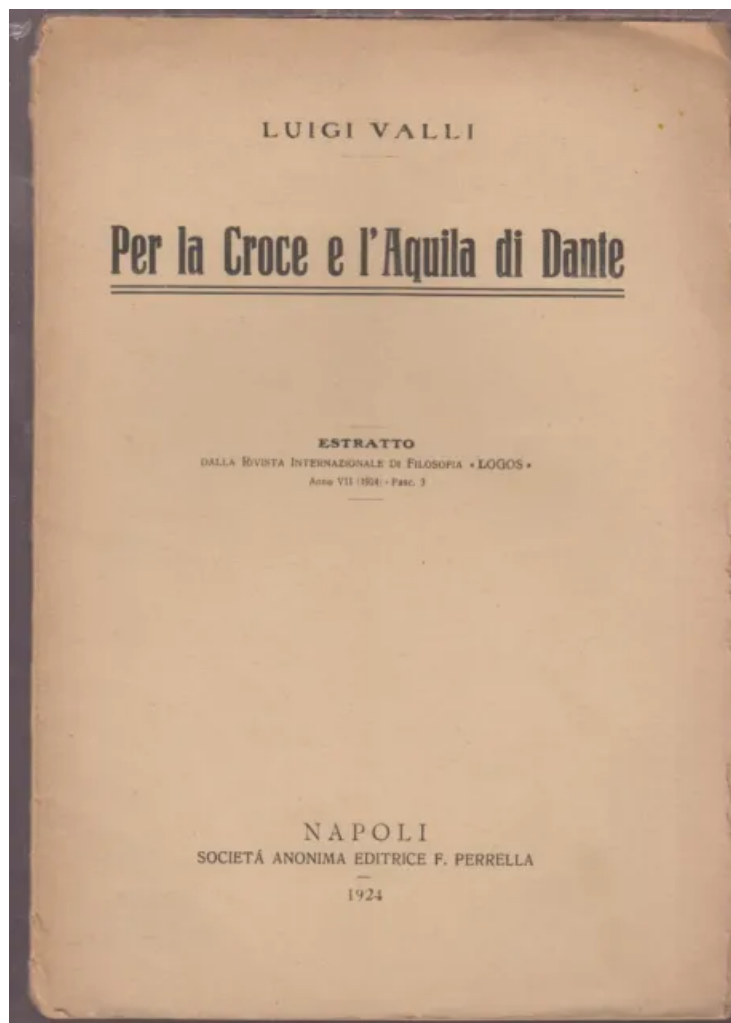 LUIGI VALLI
Per la Croce e l'Aquila di Dante
ESTRATTO
DALLA RIVISTA INTERNAZIONALE DI FILOSOFIA « LOGOS »
Anno VII (1924) - Fasc. 3
NAPOLI
SOCIETÁ ANONIMA EDITRICE F. PERRELLA
1924